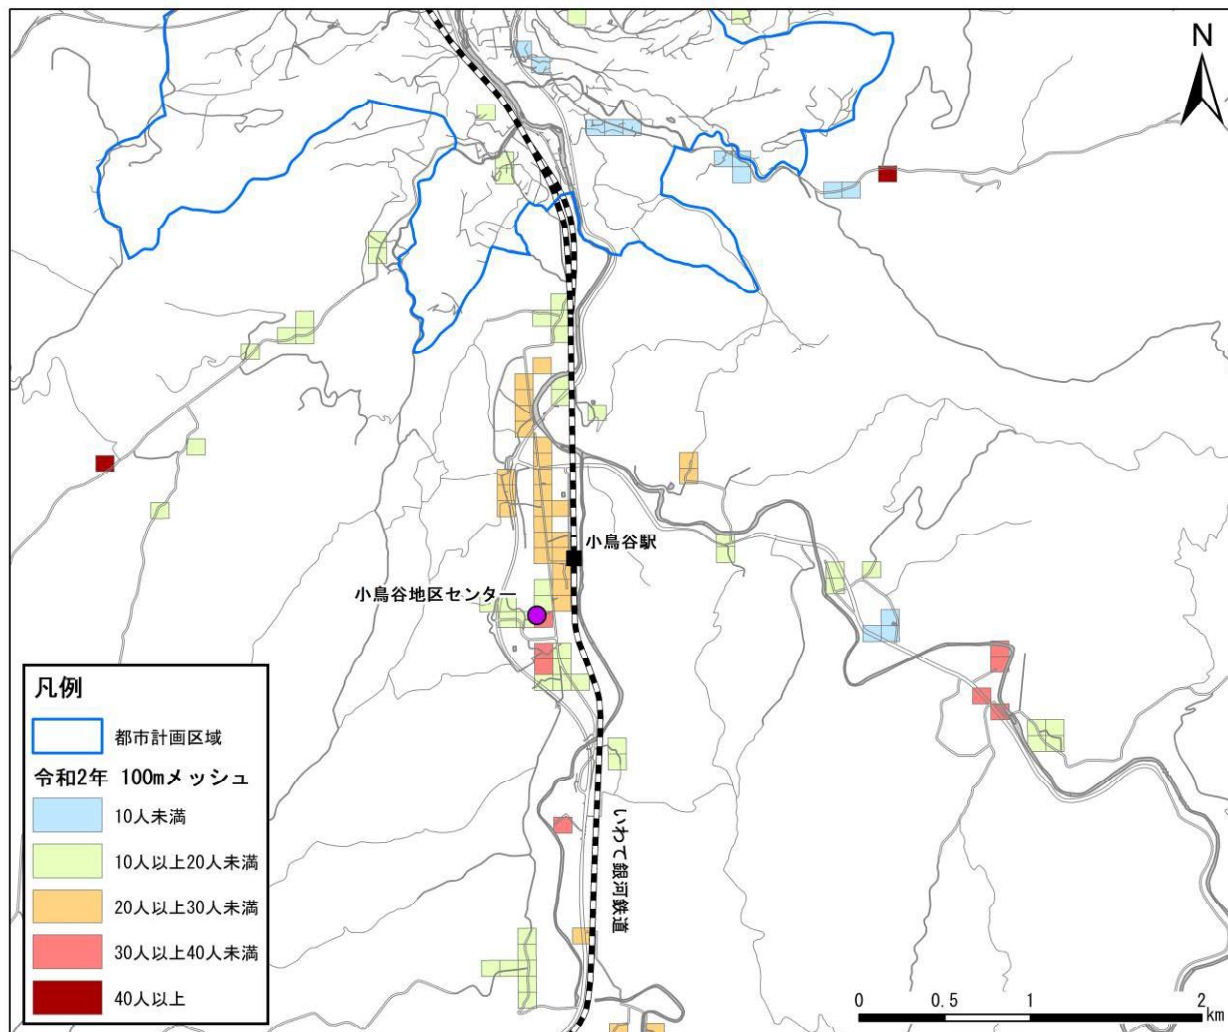 N
小鳥谷駅
小鳥谷地区センター
いわて銀河鉄道
凡例
都市計画区域
令和2年 100mメッシュ
10人未満
10人以上20人未満
20人以上30人未満
30人以上40人未満
40人以上
0 0.5 1 2
km